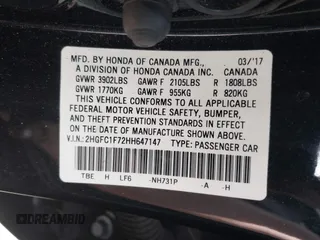 MFD. BY HONDA OF CANADA MFG., 03/'17
A DIVISION OF HONDA CANADA INC. CANADA
GVWR 3902LBS GAWR F 2105LBS R 1808LBS
GVWR 1770KG GAWR F 955KG R 820KG
THIS VEHICLE CONFORMS TO ALL APPLICABLE
FEDERAL MOTOR VEHICLE SAFETY, BUMPER,
AND THEFT PREVENTION STANDARDS IN EFFECT
ON THE DATE OF MANUFACTURE SHOWN ABOVE.
V.I.N.:2HGFC1F72HH647147 TYPE: PASSENGER CAR
TBE H LF6 -NH731P -A -H
DREAMBID